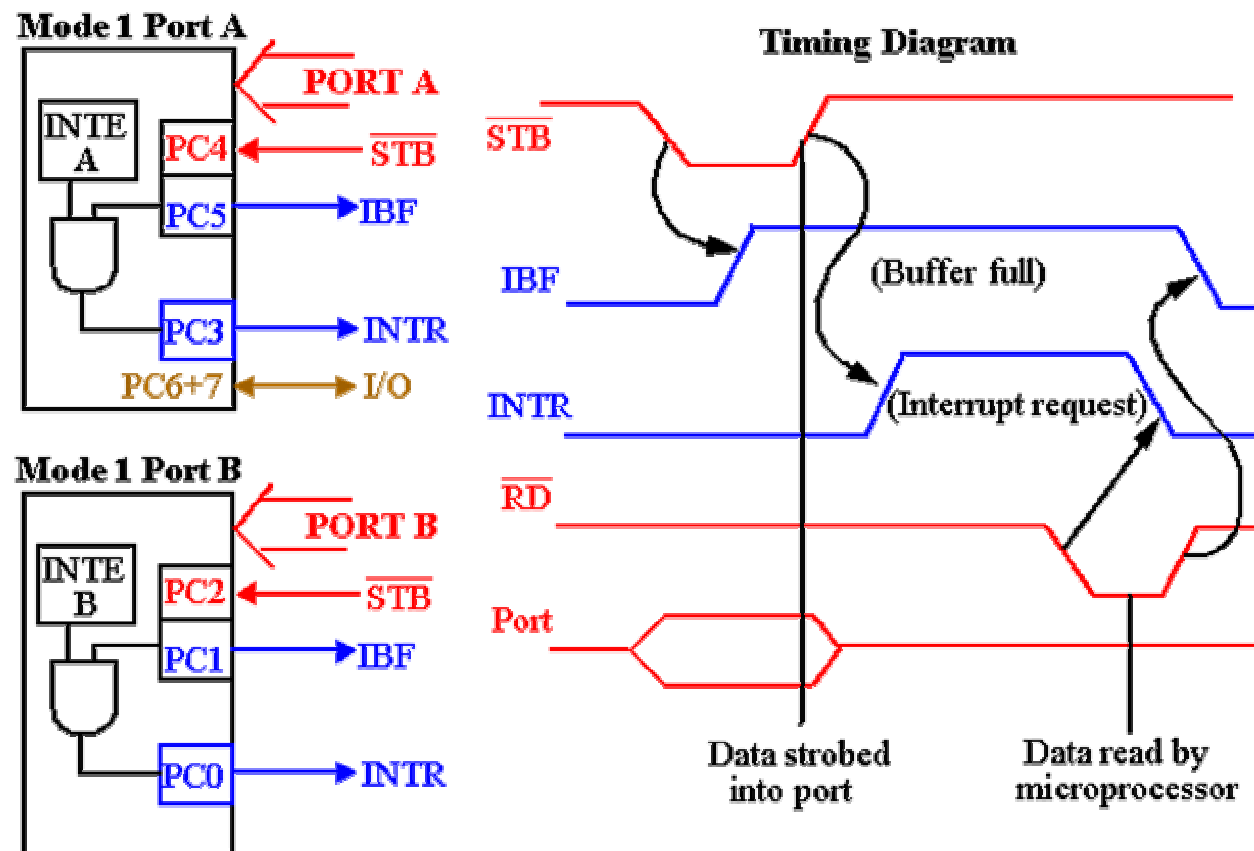 Mode 1 Port A
PORT A
INTE
A
PC4
STB
PC5
IBF
PC3
INTR
PC6+7
I/O
Mode 1 Port B
PORT B
INTE
B
PC2
STB
PC1
IBF
PC0
INTR
Timing Diagram
STB
IBF
(Buffer full)
INTR
(Interrupt request)
RD
Port
Data strobed
into port
Data read by
microprocessor